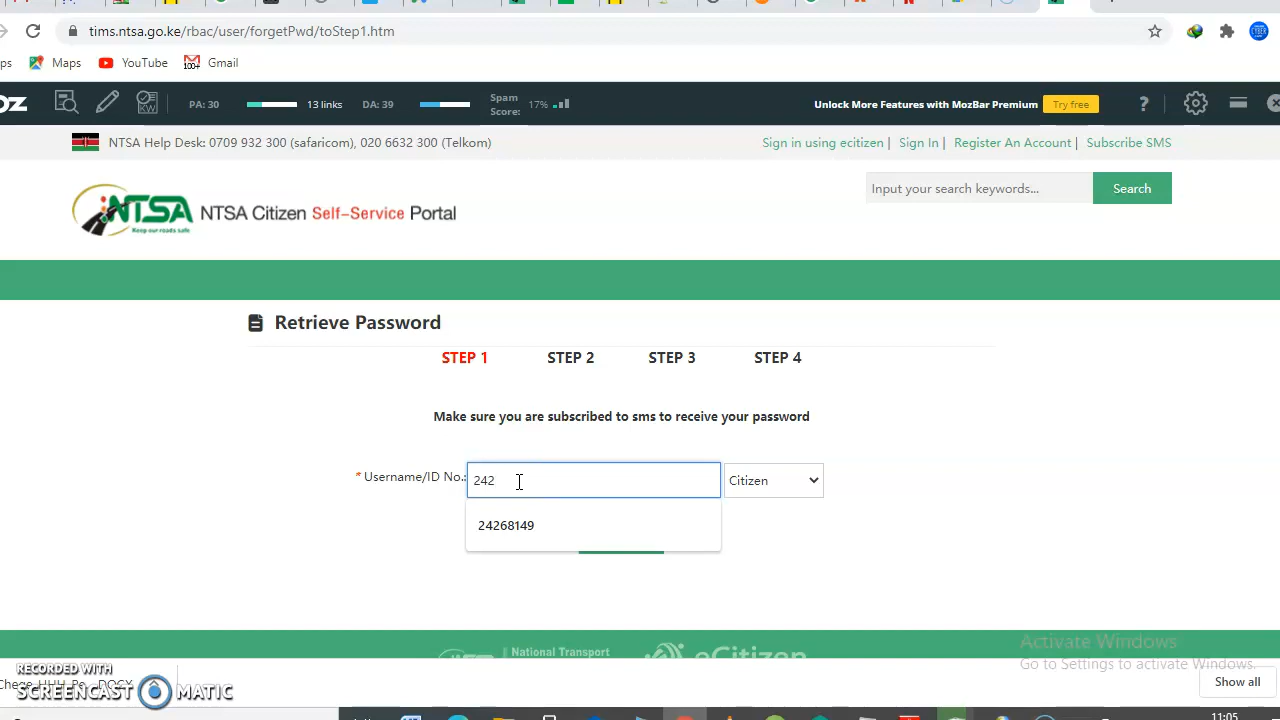 tims.ntsa.go.ke/rbac/user/forgetPwd/toStep1.htm
Maps
YouTube
Gmail
PA: 30
13 links
DA: 39
Spam Score:
17%
Unlock More Features with MozBar Premium
Try free
?
NTSA Help Desk: 0709 932 300 (safaricom), 020 6632 300 (Telkom)
Sign in using ecitizen |
Sign In |
Register An Account |
Subscribe SMS
NTSA
Keep our roads safe
NTSA Citizen Self-Service Portal
Input your search keywords...
Search
Retrieve Password
STEP 1
STEP 2
STEP 3
STEP 4
Make sure you are subscribed to sms to receive your password
* Username/ID No.:
242
Citizen
24268149
National Transport
eCitizen
Activate Windows
Go to Settings to activate Windows.
RECORDED WITH
SCREENCAST MATIC
Show all
11:05